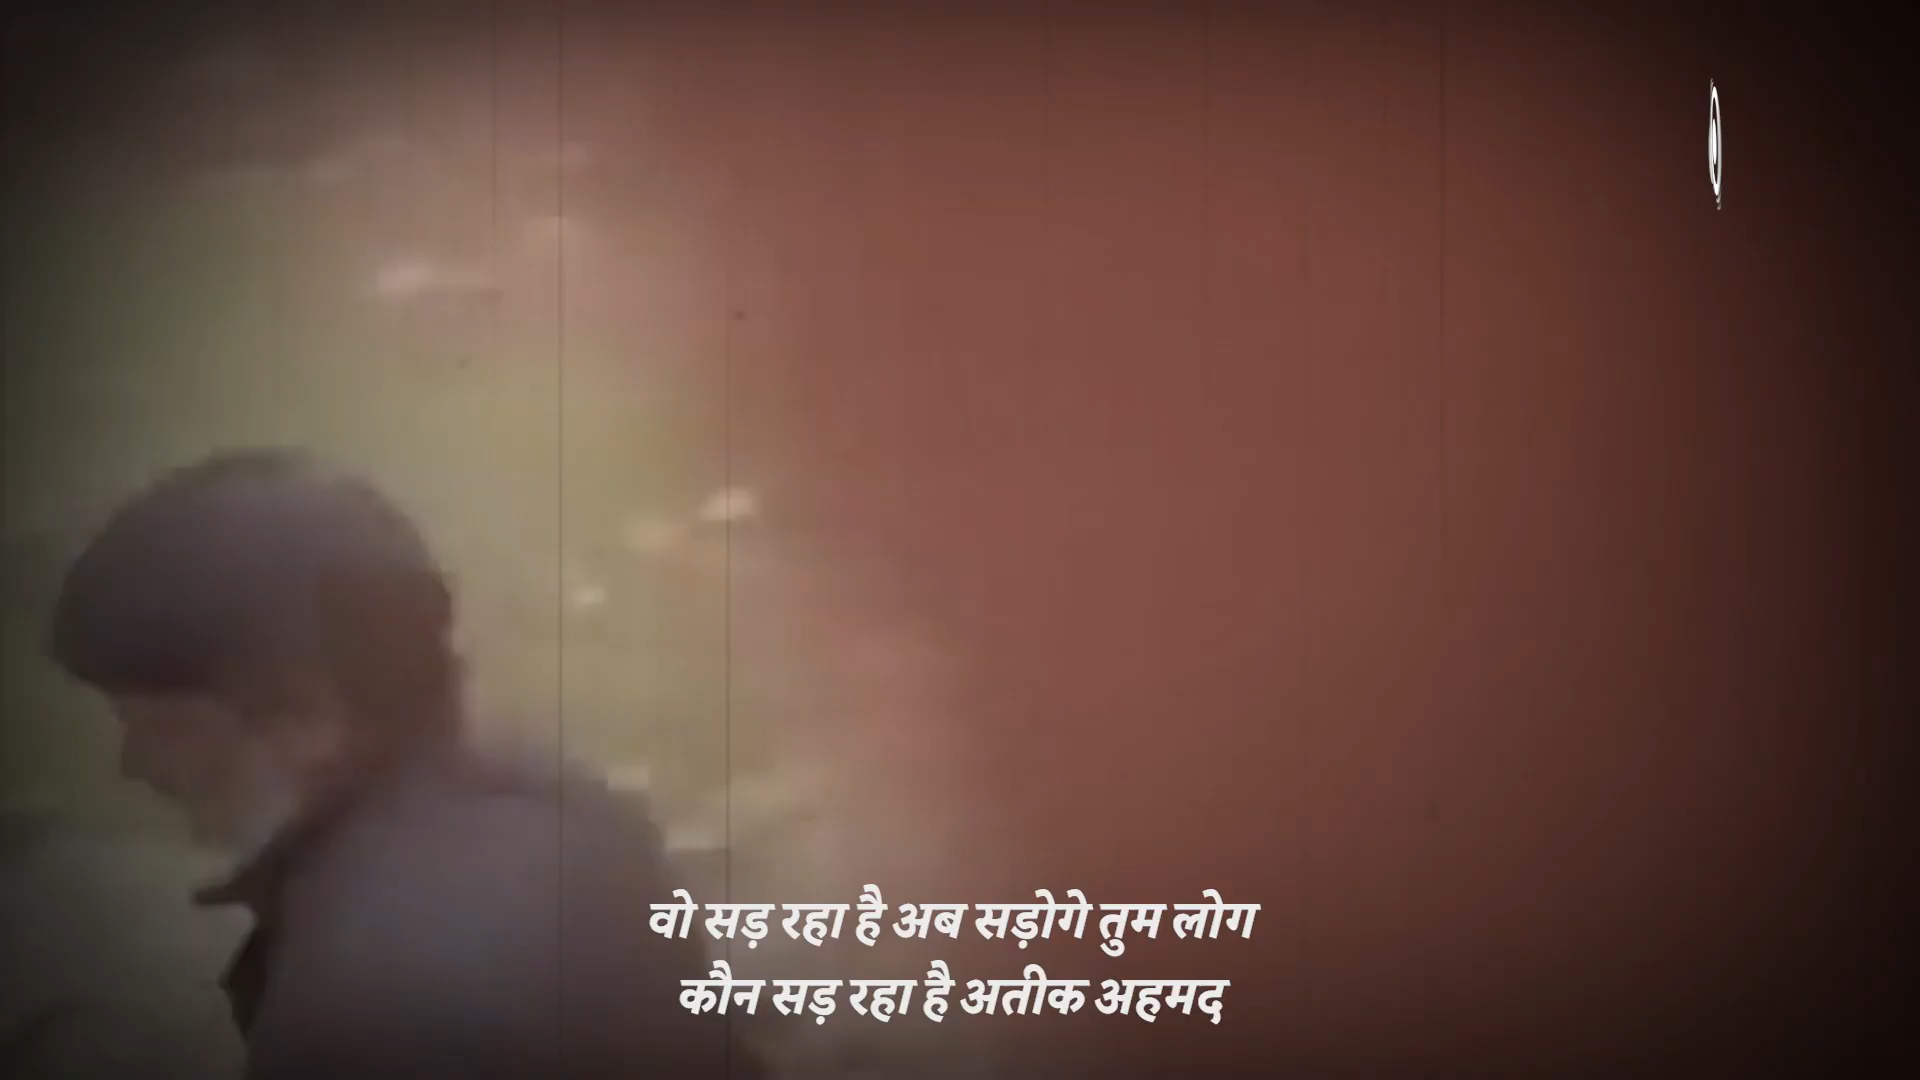 वो सड़ रहा है अब सड़ोगे तुम लोग
कौन सड़ रहा है अतीक अहमद